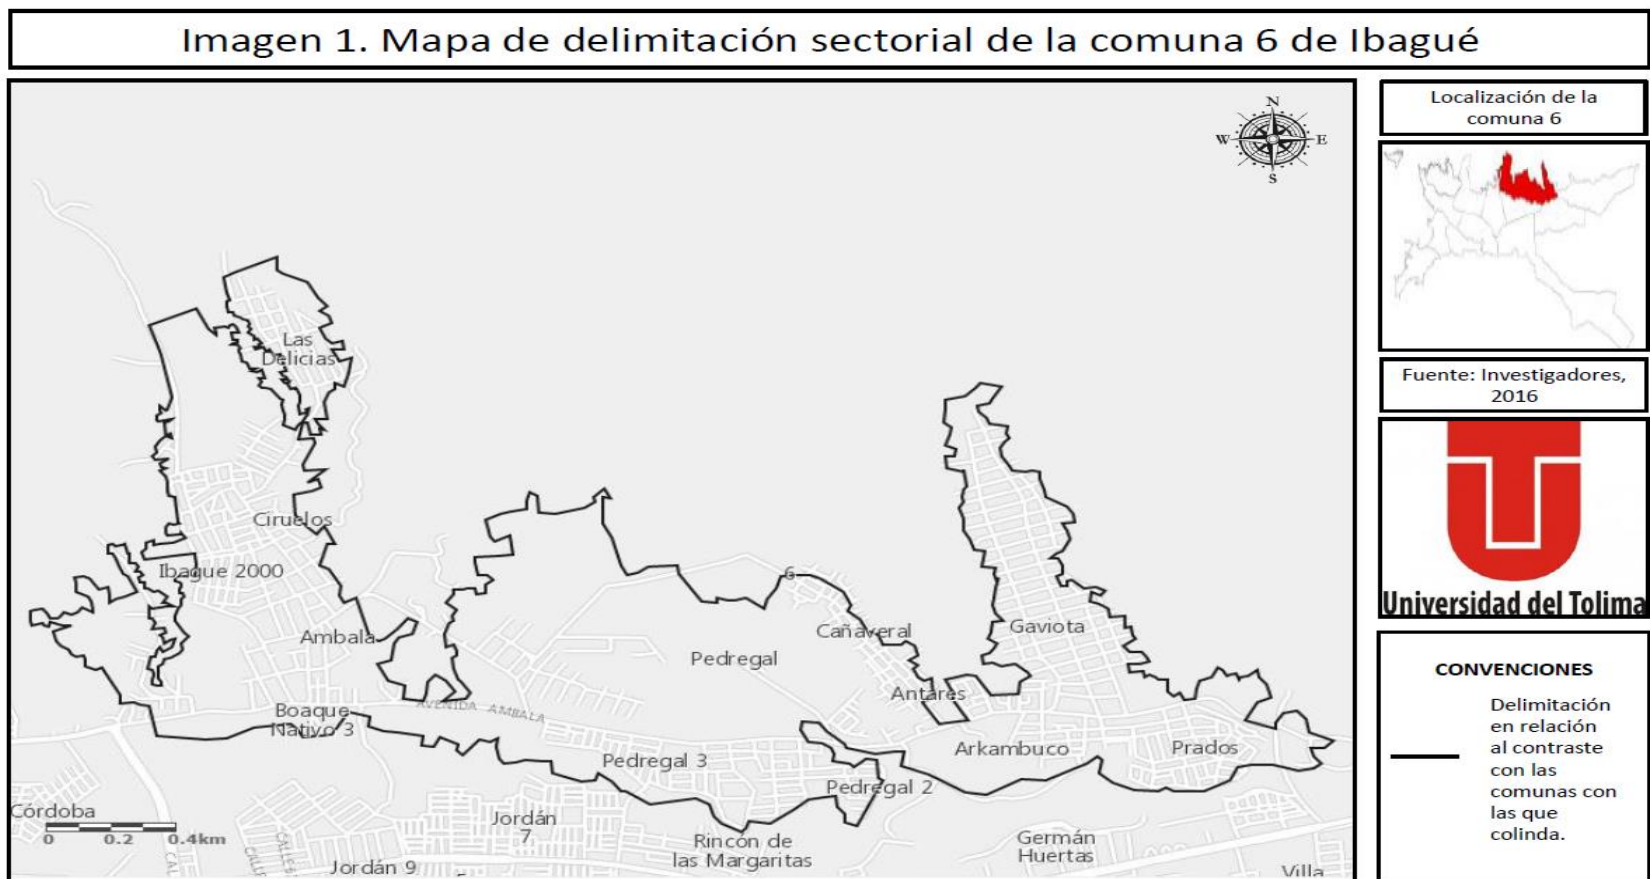 Imagen 1. Mapa de delimitación sectorial de la comuna 6 de Ibagué
N
W
E
S
Las
Delicias
Ciruelos
Ibague 2000
Ambala
6
Cañaveral
Gaviota
Pedregal
Antares
Boaque
Nativo 3
AVENIDA AMBALA
Arkambuco
Prados
Pedregal 3
Pedregal 2
Córdoba
0 0.2 0.4km
Jordán
7
Rincón de
las Margaritas
Germán
Huertas
Jordán 9
Villa
CAL
Localización de la
comuna 6
Fuente: Investigadores,
2016
Universidad del Tolima
CONVENCIONES
Delimitación
en relación
al contraste
con las
comunas con
las que
colinda.